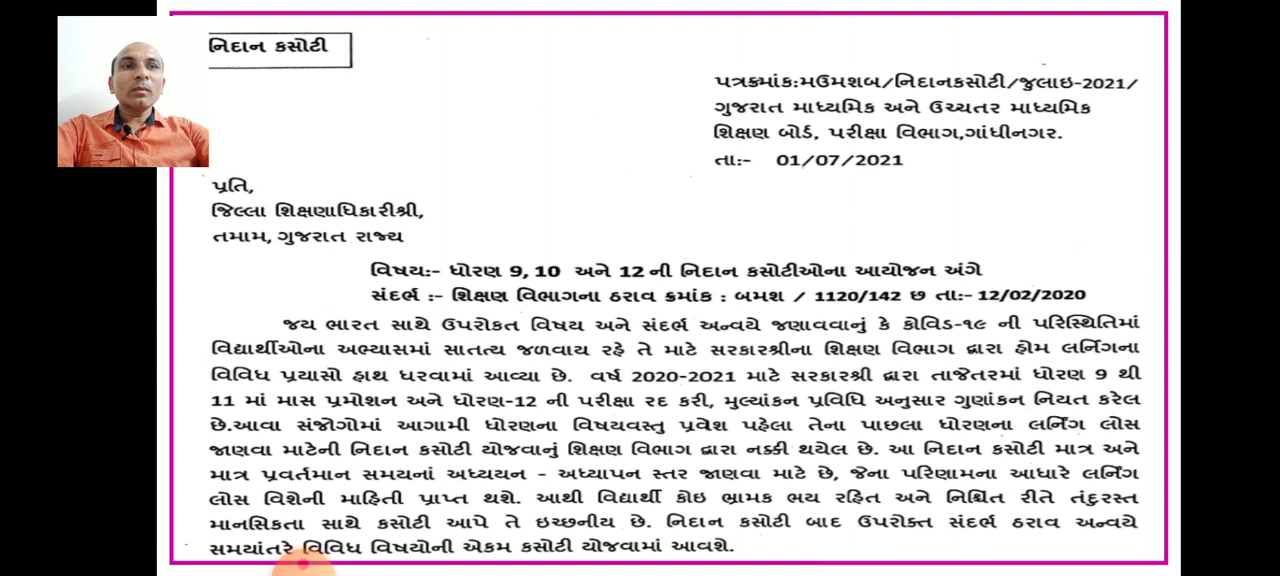 નિદાન કસોટી
પત્રક્રમાંક:મઉમશબ/નિદાનકસોટી/જુલાઇ-2021/
ગુજરાત માધ્યમિક અને ઉચ્ચતર માધ્યમિક
શિક્ષણ બોર્ડ, પરીક્ષા વિભાગ,ગાંધીનગર.
તા:- 01/07/2021
પ્રતિ,
જિલ્લા શિક્ષણાધિકારીશ્રી,
તમામ, ગુજરાત રાજ્ય
વિષય:- ધોરણ 9, 10 અને 12 ની નિદાન કસોટીઓના આયોજન અંગે
સંદર્ભ :- શિક્ષણ વિભાગના ઠરાવ ક્રમાંક : બમશ / 1120/142 છ તા:- 12/02/2020
જય ભારત સાથે ઉપરોકત વિષય અને સંદર્ભ અન્વયે જણાવવાનું કે કોવિડ-૧૯ ની પરિસ્થિતિમાં
વિદ્યાર્થીઓના અભ્યાસમાં સાતત્ય જળવાય રહે તે માટે સરકારશ્રીના શિક્ષણ વિભાગ દ્વારા હોમ લર્નિગના
વિવિધ પ્રયાસો હાથ ધરવામાં આવ્યા છે. વર્ષ 2020-2021 માટે સરકારશ્રી દ્વારા તાજેતરમાં ધોરણ 9 થી
11 માં માસ પ્રમોશન અને ધોરણ-12 ની પરીક્ષા રદ કરી, મુલ્યાંકન પ્રવિધિ અનુસાર ગુણાંકન નિયત કરેલ
છે.આવા સંજોગોમાં આગામી ધોરણના વિષયવસ્તુ પ્રવેશ પહેલા તેના પાછલા ધોરણના લર્નિંગ લોસ
જાણવા માટેની નિદાન કસોટી યોજવાનું શિક્ષણ વિભાગ દ્વારા નક્કી થયેલ છે. આ નિદાન કસોટી માત્ર અને
માત્ર પ્રવર્તમાન સમયનાં અધ્યયન - અધ્યાપન સ્તર જાણવા માટે છે, જેના પરિણામના આધારે લર્નિંગ
લોસ વિશેની માહિતી પ્રાપ્ત થશે. આથી વિદ્યાર્થી કોઇ ભ્રામક ભય રહિત અને નિશ્ચિત રીતે તંદુરસ્ત
માનસિકતા સાથે કસોટી આપે તે ઇચ્છનીય છે. નિદાન કસોટી બાદ ઉપરોક્ત સંદર્ભ ઠરાવ અન્વયે
સમયાંતરે વિવિધ વિષયોની એકમ કસોટી યોજવામાં આવશે.